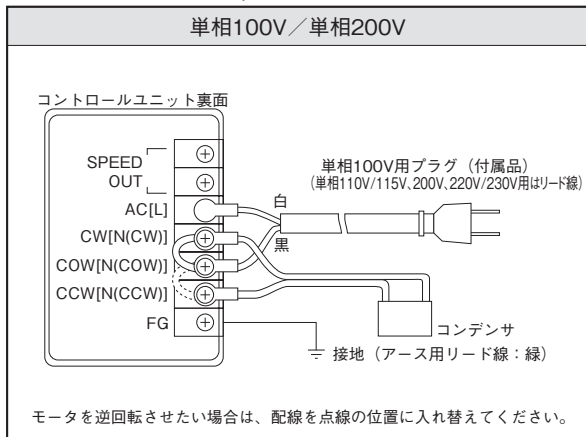 単相100V／単相200V
コントロールユニット裏面
SPEED
OUT
AC[L]
CW[N(CW)]
COW[N(COW)]
CCW[N(CCW)]
FG
白
黒
単相100V用プラグ（付属品）
（単相110V/115V、200V、220V/230V用はリード線）
コンデンサ
接地（アース用リード線：緑）
モータを逆回転させたい場合は、配線を点線の位置に入れ替えてください。